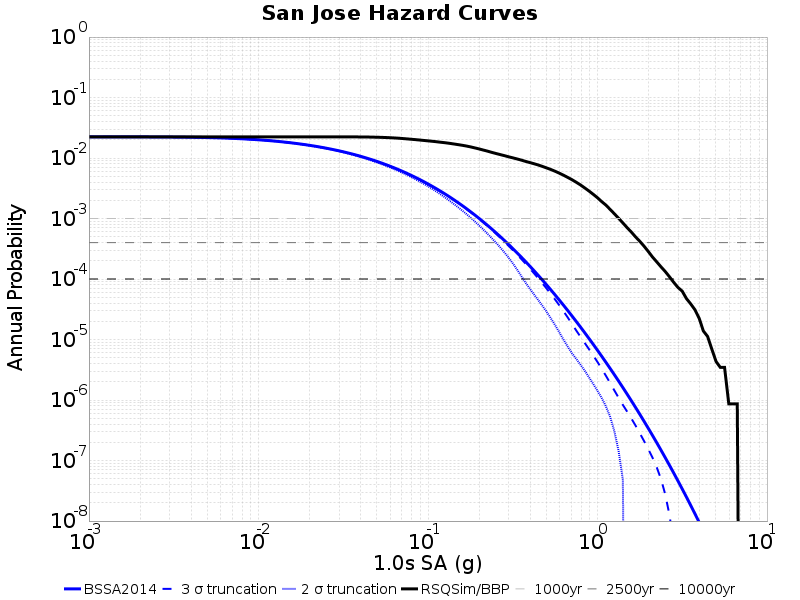 San Jose Hazard Curves
Annual Probability
10^0
10^-1
10^-2
10^-3
10^-4
10^-5
10^-6
10^-7
10^-8
10^-3 10^-2 10^-1 10^0 10^1
1.0s SA (g)
BSSA2014 3 σ truncation 2 σ truncation RSQSim/BBP 1000yr 2500yr 10000yr